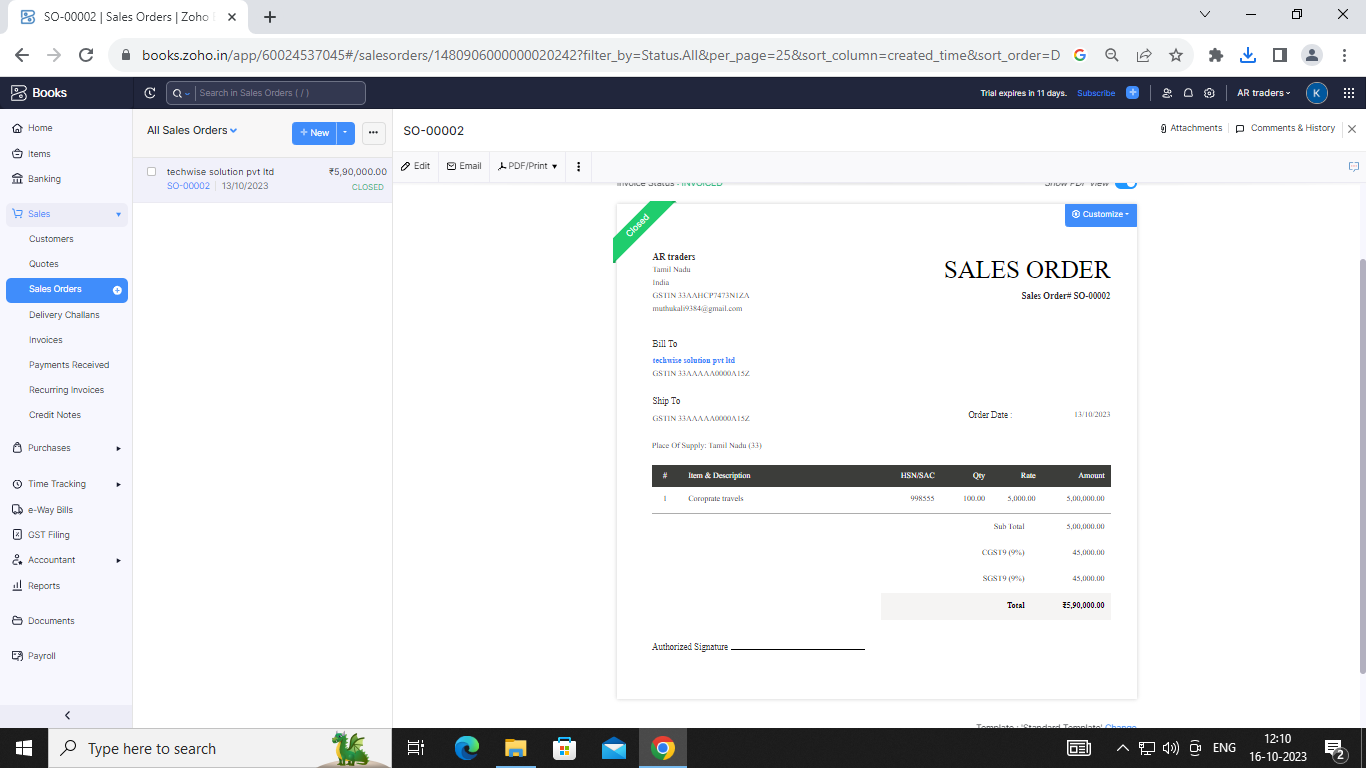 SO-00002 | Sales Orders | Zoho
books.zoho.in/app/60024537045#/salesorders/1480906000000020242?filter_by=Status.All&per_page=25&sort_column=created_time&sort_order=D
Books
Search in Sales Orders ( / )
Trial expires in 11 days. Subscribe
AR traders
K
Home
Items
Banking
Sales
Customers
Quotes
Sales Orders
Delivery Challans
Invoices
Payments Received
Recurring Invoices
Credit Notes
Purchases
Time Tracking
e-Way Bills
GST Filing
Accountant
Reports
Documents
Payroll
All Sales Orders
+ New
techwise solution pvt ltd ₹5,90,000.00
SO-00002 | 13/10/2023 CLOSED
SO-00002
Attachments
Comments & History
Edit
Email
PDF/Print
Invoice Status : INVOICED
Show PDF View
Closed
Customize
AR traders
Tamil Nadu
India
GSTIN 33AAHCP7473N1ZA
muthukali9384@gmail.com
SALES ORDER
Sales Order# SO-00002
Bill To
techwise solution pvt ltd
GSTIN 33AAAAA0000A15Z
Ship To
GSTIN 33AAAAA0000A15Z
Order Date : 13/10/2023
Place Of Supply: Tamil Nadu (33)
# Item & Description HSN/SAC Qty Rate Amount
1 Coroprate travels 998555 100.00 5,000.00 5,00,000.00
Sub Total 5,00,000.00
CGST9 (9%) 45,000.00
SGST9 (9%) 45,000.00
Total ₹5,90,000.00
Authorized Signature
Template : 'Standard Template' Change
Type here to search
ENG
12:10
16-10-2023
2